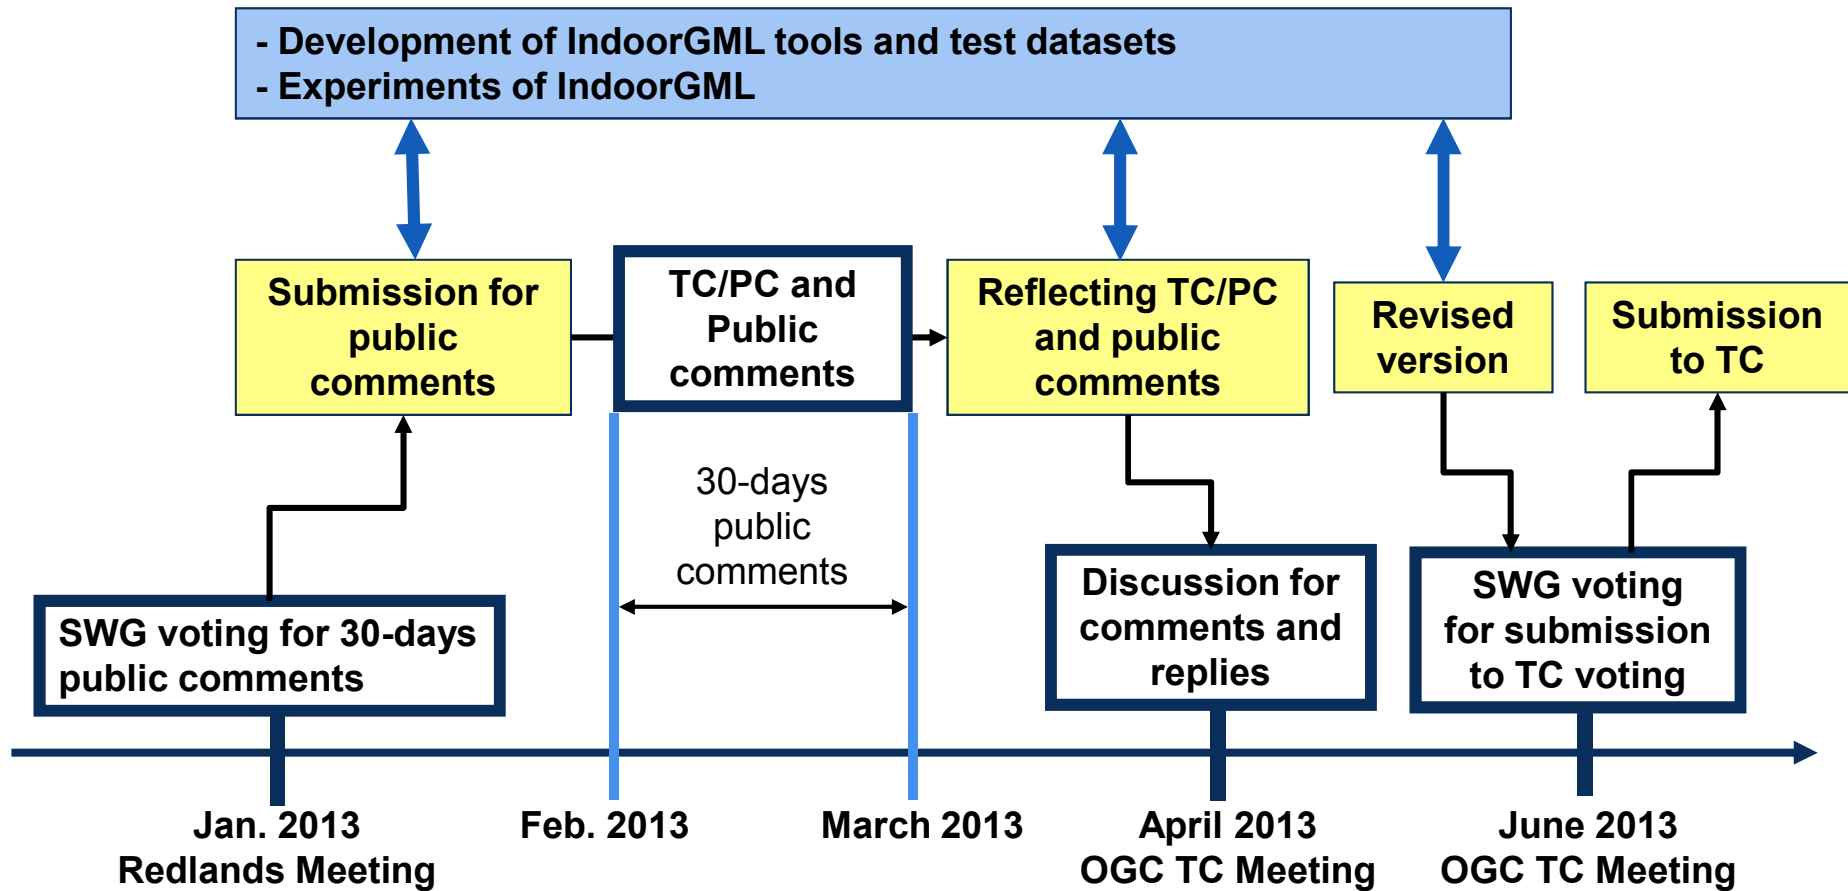 - Development of IndoorGML tools and test datasets
- Experiments of IndoorGML
Submission for
public
comments
TC/PC and
Public
comments
Reflecting TC/PC
and public
comments
Revised
version
Submission
to TC
30-days
public
comments
SWG voting for 30-days
public comments
Discussion for
comments and
replies
SWG voting
for submission
to TC voting
Jan. 2013
Redlands Meeting
Feb. 2013
March 2013
April 2013
OGC TC Meeting
June 2013
OGC TC Meeting